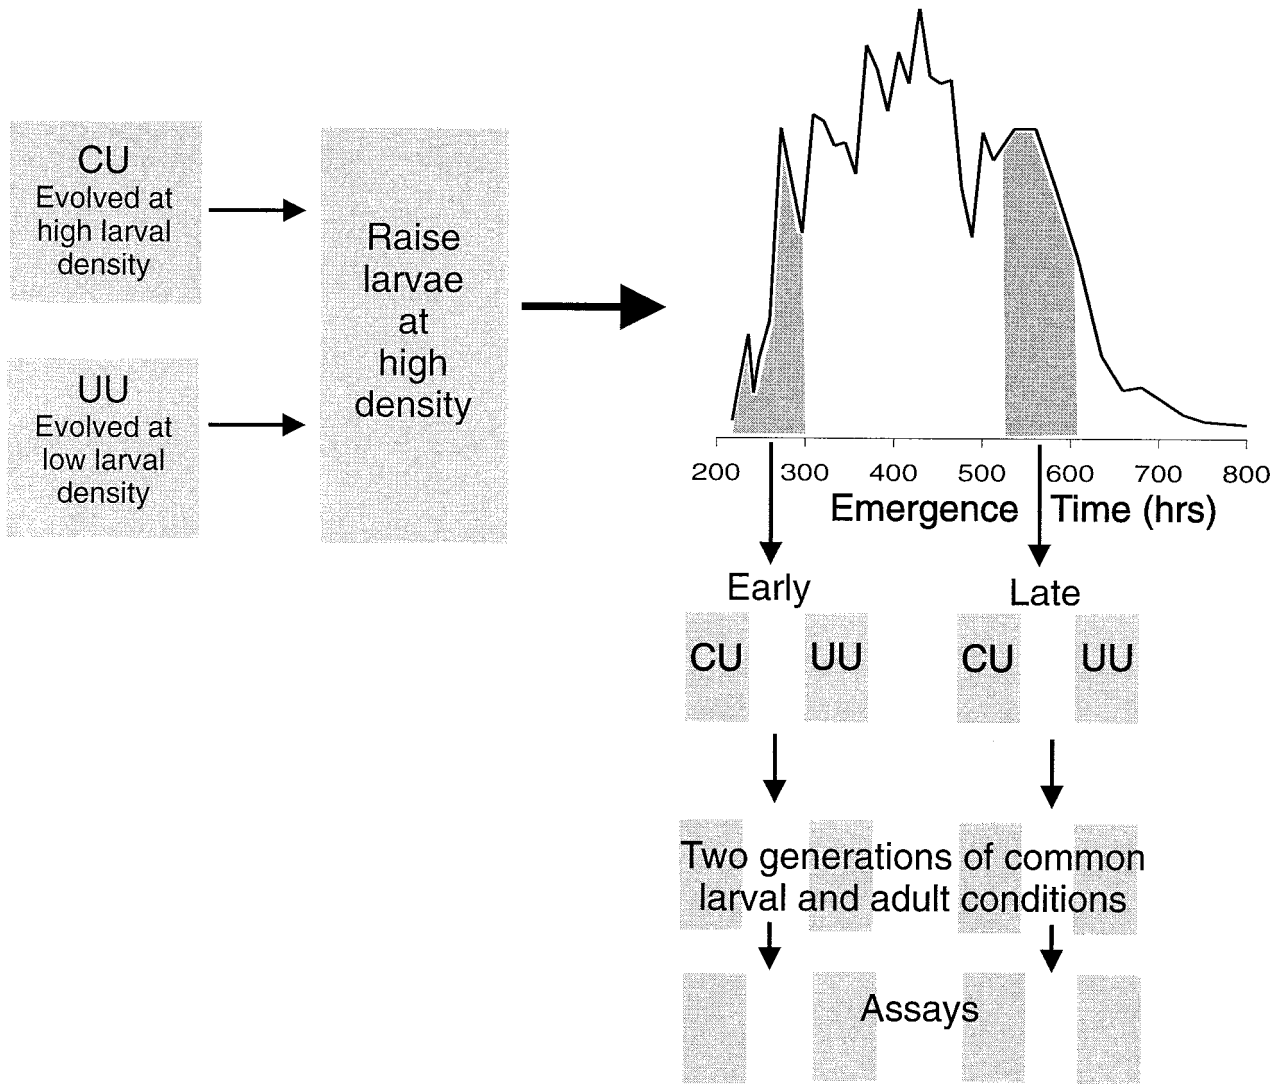 CU
Evolved at
high larval
density
UU
Evolved at
low larval
density
Raise
larvae
at
high
density
200 300 400 500 600 700 800
Emergence Time (hrs)
Early Late
CU UU CU UU
Two generations of common
larval and adult conditions
Assays